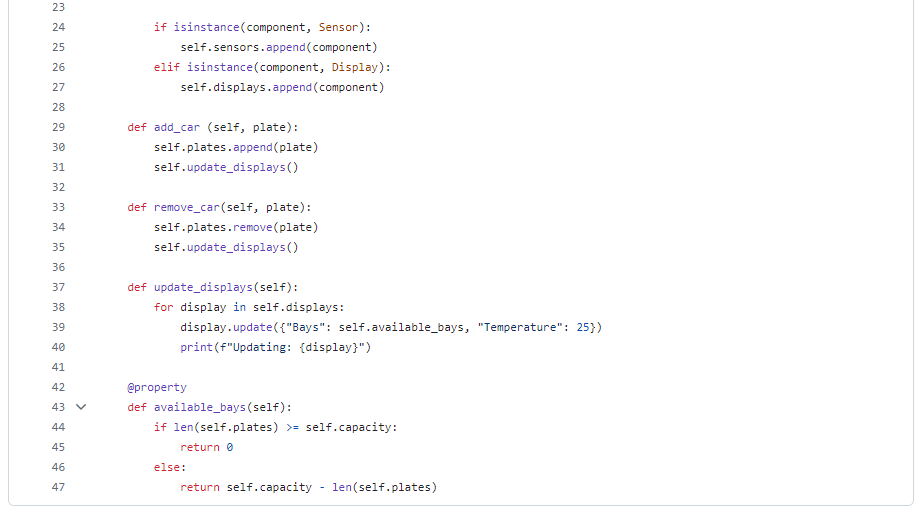 23
24 if isinstance(component, Sensor):
25 self.sensors.append(component)
26 elif isinstance(component, Display):
27 self.displays.append(component)
28
29 def add_car (self, plate):
30 self.plates.append(plate)
31 self.update_displays()
32
33 def remove_car(self, plate):
34 self.plates.remove(plate)
35 self.update_displays()
36
37 def update_displays(self):
38 for display in self.displays:
39 display.update({"Bays": self.available_bays, "Temperature": 25})
40 print(f"Updating: {display}")
41
42 @property
43 def available_bays(self):
44 if len(self.plates) >= self.capacity:
45 return 0
46 else:
47 return self.capacity - len(self.plates)